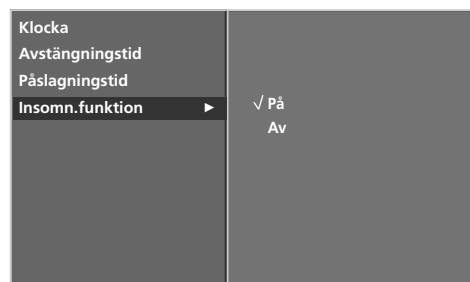 Klocka
Avstängningstid
Påslagningstid
Insomn.funktion ►
√ På
Av